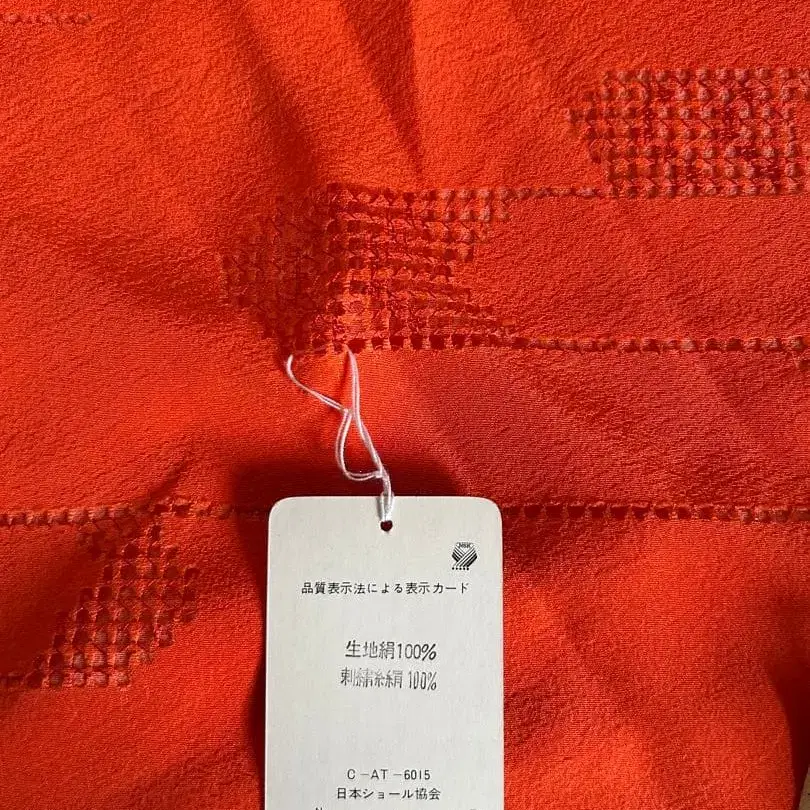 品質表示法による表示カード
生地絹100%
刺繍糸絹100%
C-AT-6015
日本ショール協会